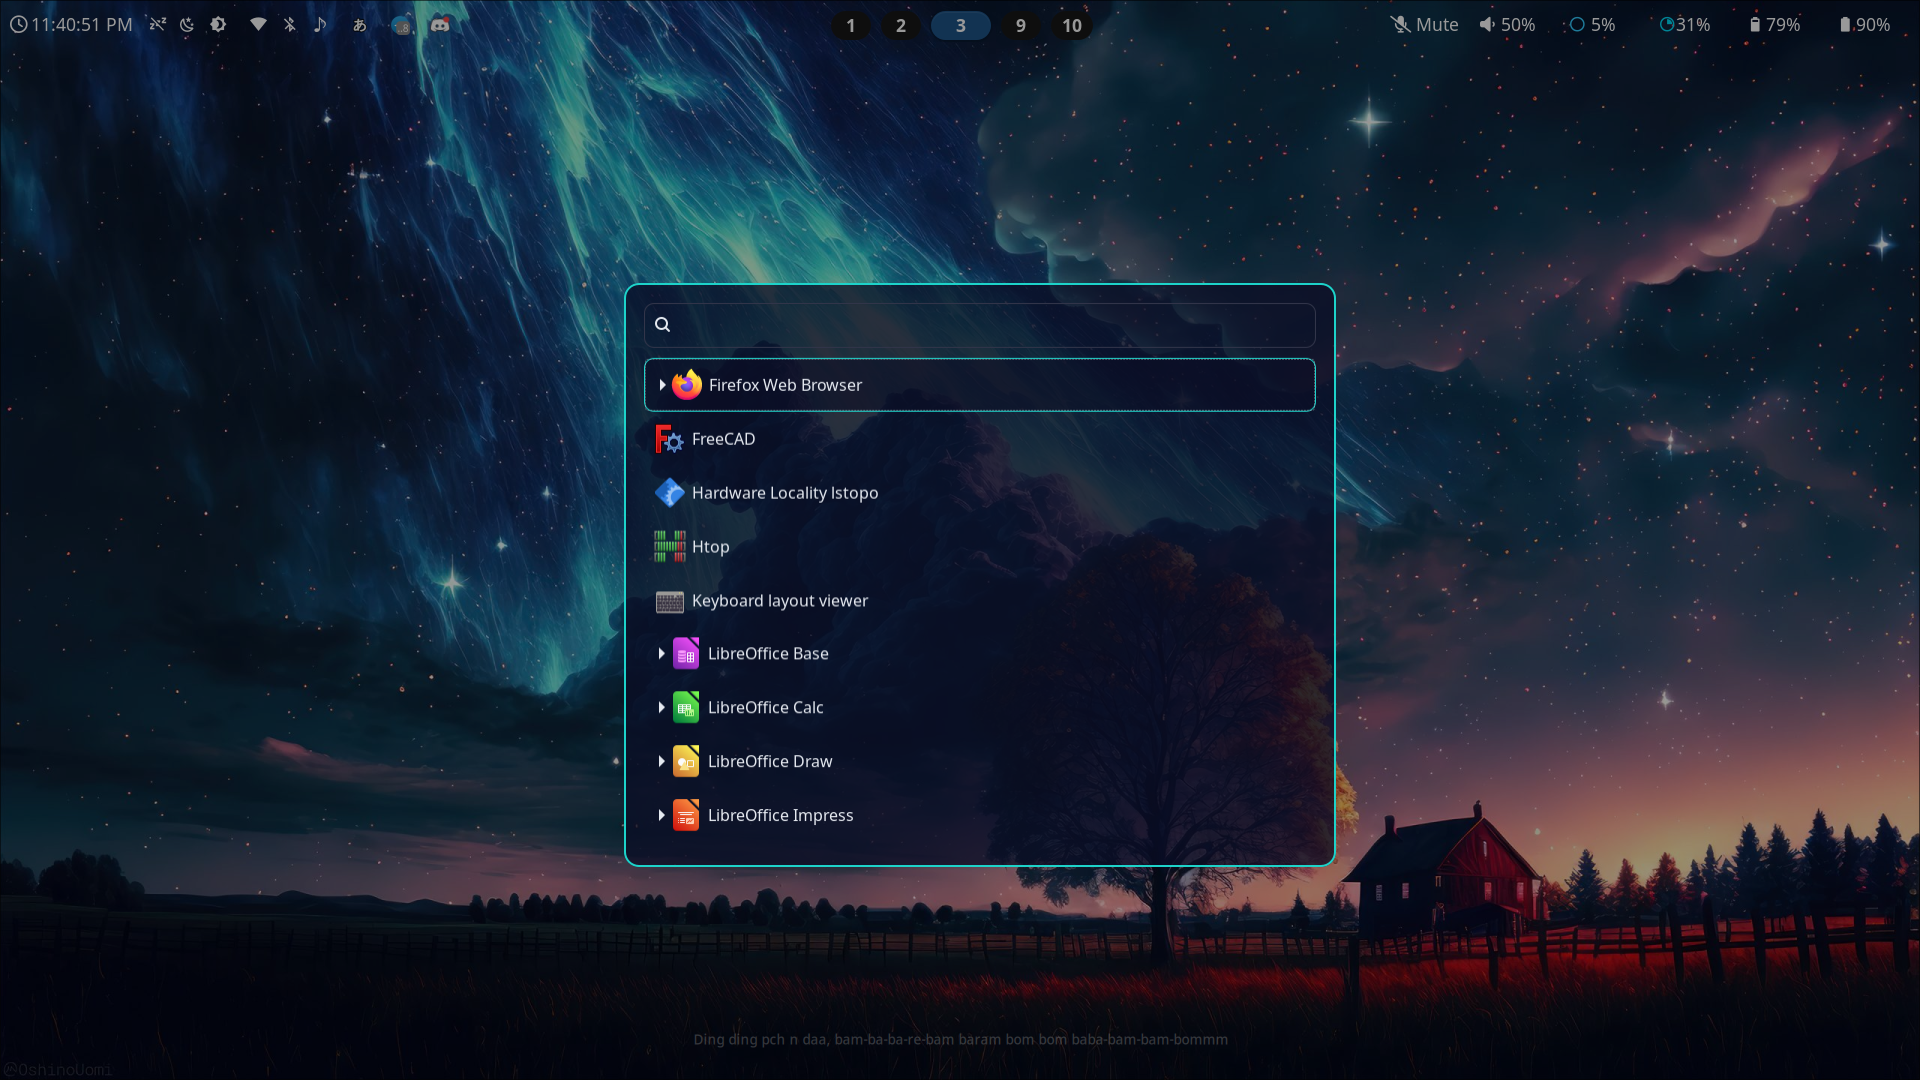 11:40:51 PM あ 1 2 3 9 10 Mute 50% 5% 31% 79% 90%
Firefox Web Browser
FreeCAD
Hardware Locality lstopo
Htop
Keyboard layout viewer
LibreOffice Base
LibreOffice Calc
LibreOffice Draw
LibreOffice Impress
Ding ding pch n daa, bam-ba-ba-re-bam baram bom bom baba-bam-bam-bommm
@OshinoUomi